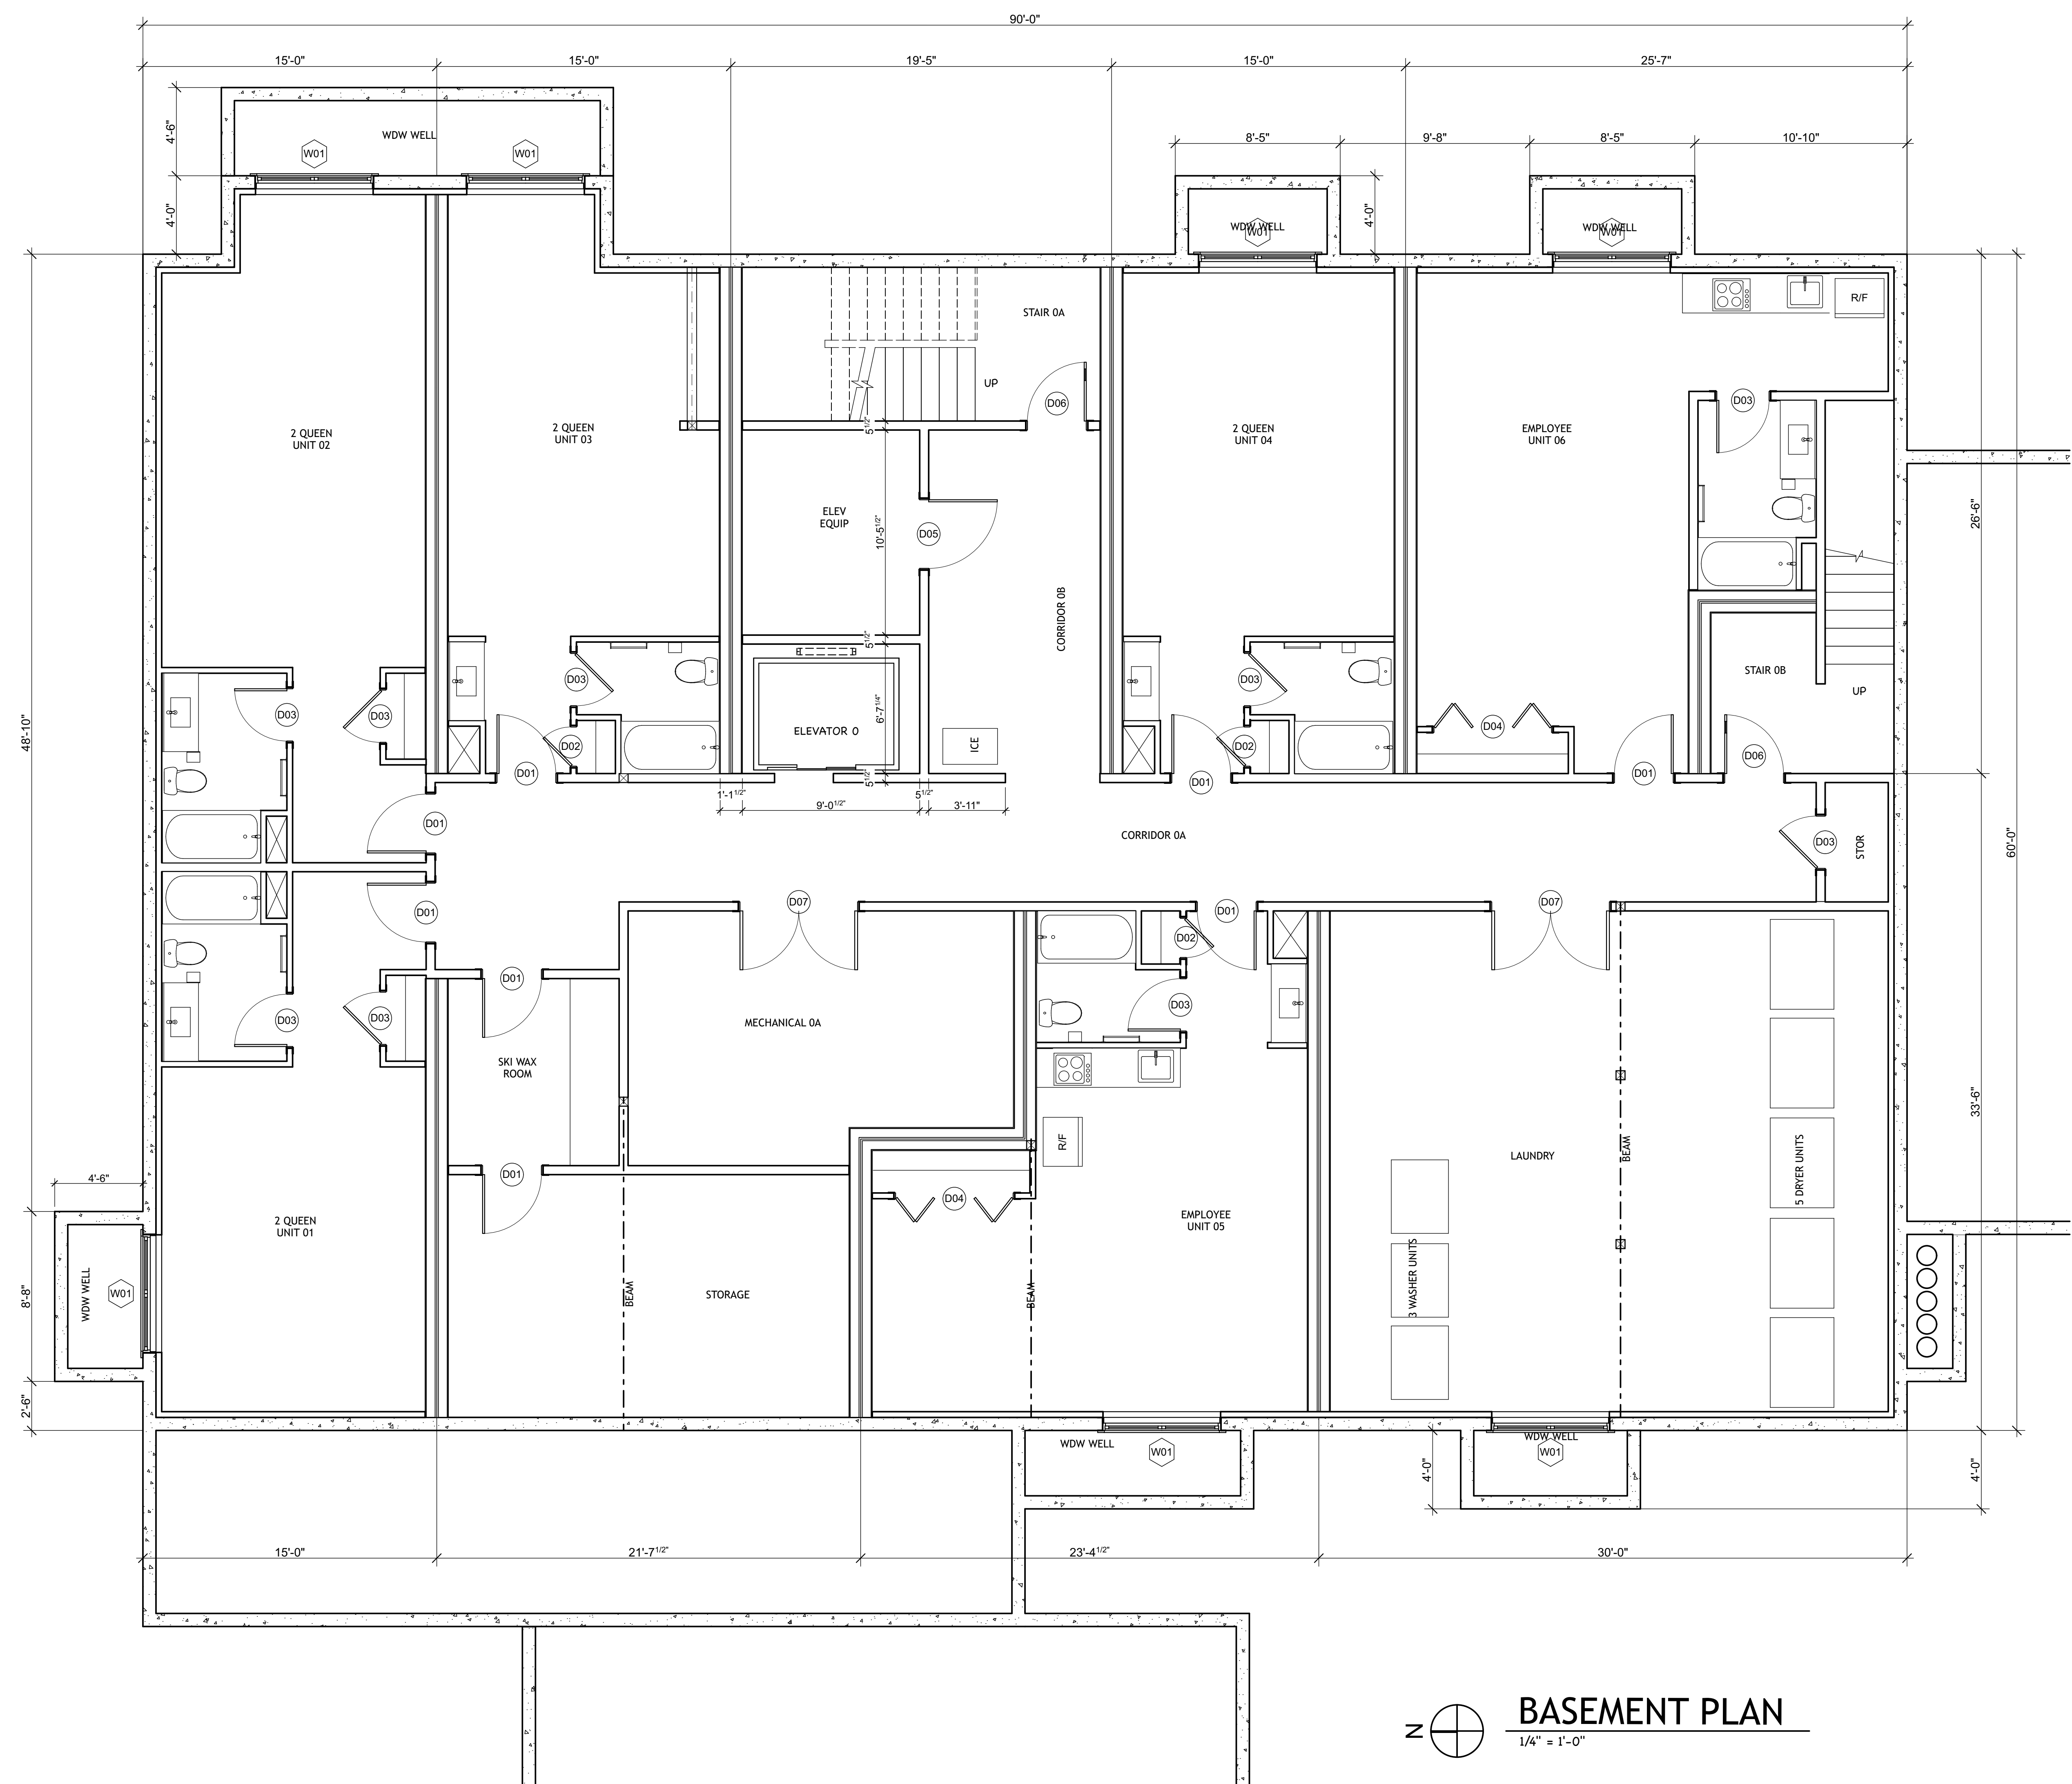 90'-0"
15'-0"
15'-0"
19'-5"
15'-0"
25'-7"
4'-6"
WDW WELL
W01
W01
8'-5"
9'-8"
8'-5"
10'-10"
4'-0"
4'-0"
WDW WELL
W01
WDW WELL
W01
R/F
STAIR 0A
UP
D06
D03
5 1/2"
2 QUEEN
UNIT 02
2 QUEEN
UNIT 03
2 QUEEN
UNIT 04
EMPLOYEE
UNIT 06
ELEV
EQUIP
10'-5 1/2"
D05
26'-6"
CORRIDOR 0B
5 1/2"
STAIR 0B
UP
D03
D03
D03
D03
6'-7 1/4"
48'-10"
ELEVATOR 0
ICE
D02
D02
D04
D06
D01
D01
D01
5 1/2"
1'-1 1/2"
9'-0 1/2"
5 1/2"
3'-11"
D01
CORRIDOR 0A
D03
STOR
60'-0"
D01
D07
D01
D07
D02
D03
D03
D01
D03
MECHANICAL 0A
SKI WAX
ROOM
33'-6"
R/F
BEAM
LAUNDRY
5 DRYER UNITS
D01
4'-6"
D04
2 QUEEN
UNIT 01
EMPLOYEE
UNIT 05
8'-8"
WDW WELL
W01
BEAM
STORAGE
BEAM
3 WASHER UNITS
2'-6"
WDW WELL
W01
WDW WELL
W01
4'-0"
4'-0"
15'-0"
21'-7 1/2"
23'-4 1/2"
30'-0"
N
BASEMENT PLAN
1/4" = 1'-0"